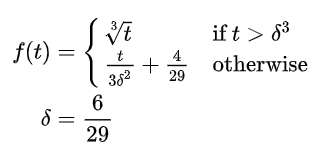 f(t) = { ∛t if t > δ³
t/3δ² + 4/29 otherwise
δ = 6/29